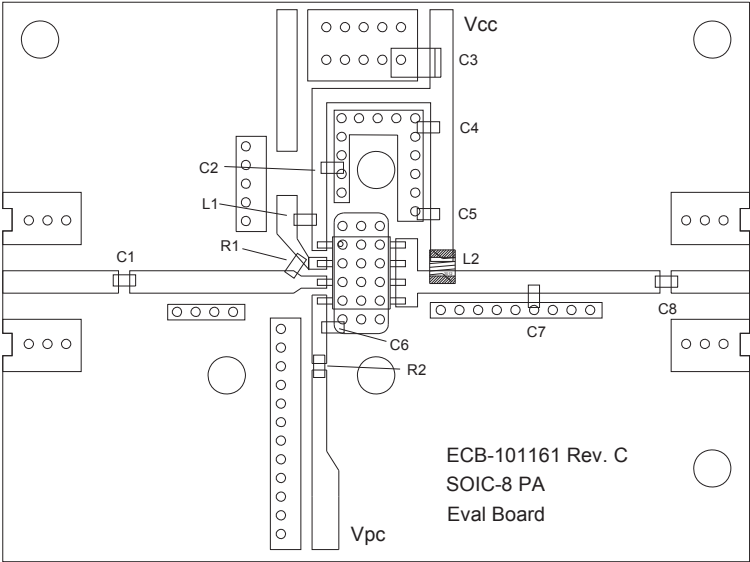 Vcc
C3
C4
C2
L1
C5
R1
L2
C1
C8
C7
C6
R2
ECB-101161 Rev. C
SOIC-8 PA
Eval Board
Vpc